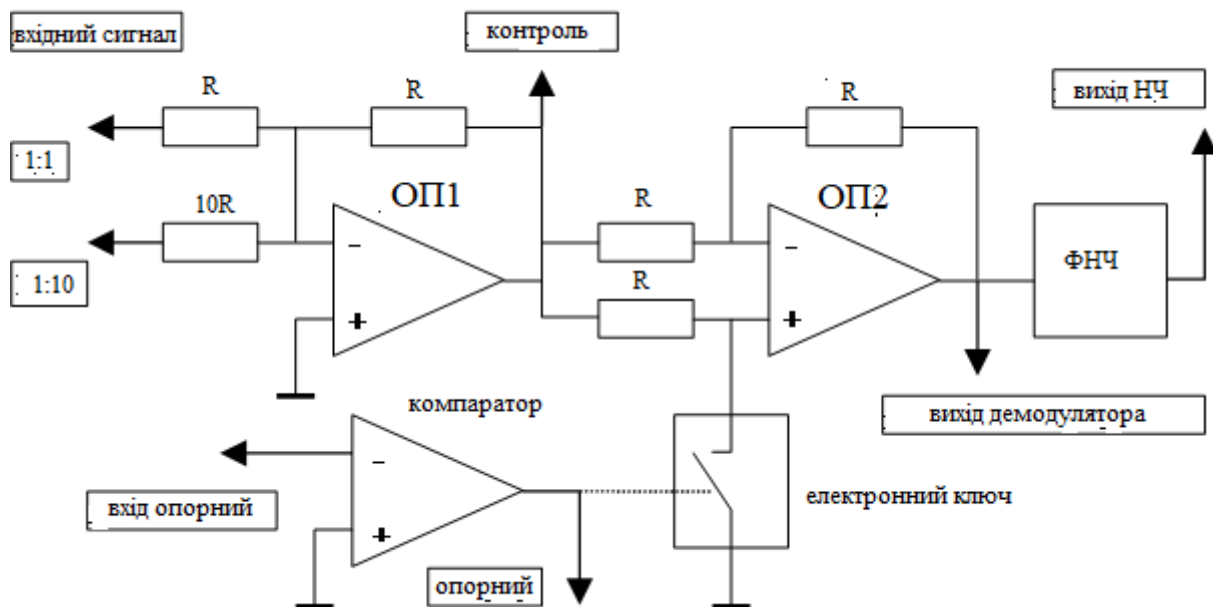 вхідний сигнал
контроль
R
R
R
вихід НЧ
1:1
10R
ОП1
R
ОП2
ФНЧ
1:10
R
компаратор
вихід демодулятора
вхід опорний
електронний ключ
опорний